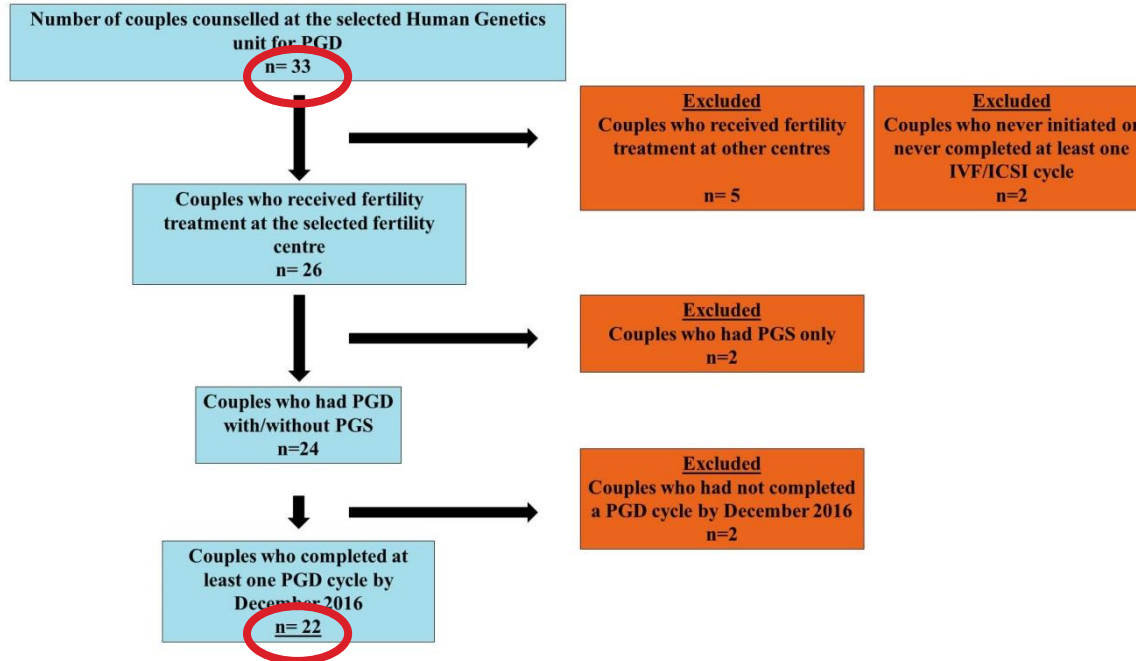 Number of couples counselled at the selected Human Genetics
unit for PGD
n= 33
Excluded
Couples who received fertility
treatment at other centres
n= 5
Excluded
Couples who never initiated or
never completed at least one
IVF/ICSI cycle
n=2
Couples who received fertility
treatment at the selected fertility
centre
n= 26
Excluded
Couples who had PGS only
n=2
Couples who had PGD
with/without PGS
n=24
Excluded
Couples who had not completed
a PGD cycle by December 2016
n=2
Couples who completed at
least one PGD cycle by
December 2016
n= 22